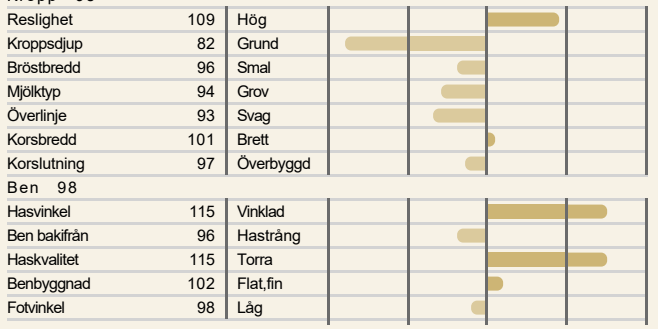 Reslighet 109 Hög
Kroppsdjup 82 Grund
Bröstbredd 96 Smal
Mjölktyp 94 Grov
Överlinje 93 Svag
Korsbredd 101 Brett
Korslutning 97 Överbyggd
Ben 98
Hasvinkel 115 Vinklad
Ben bakifrån 96 Hastrång
Haskvalitet 115 Torra
Benbyggnad 102 Flat,fin
Fotvinkel 98 Låg